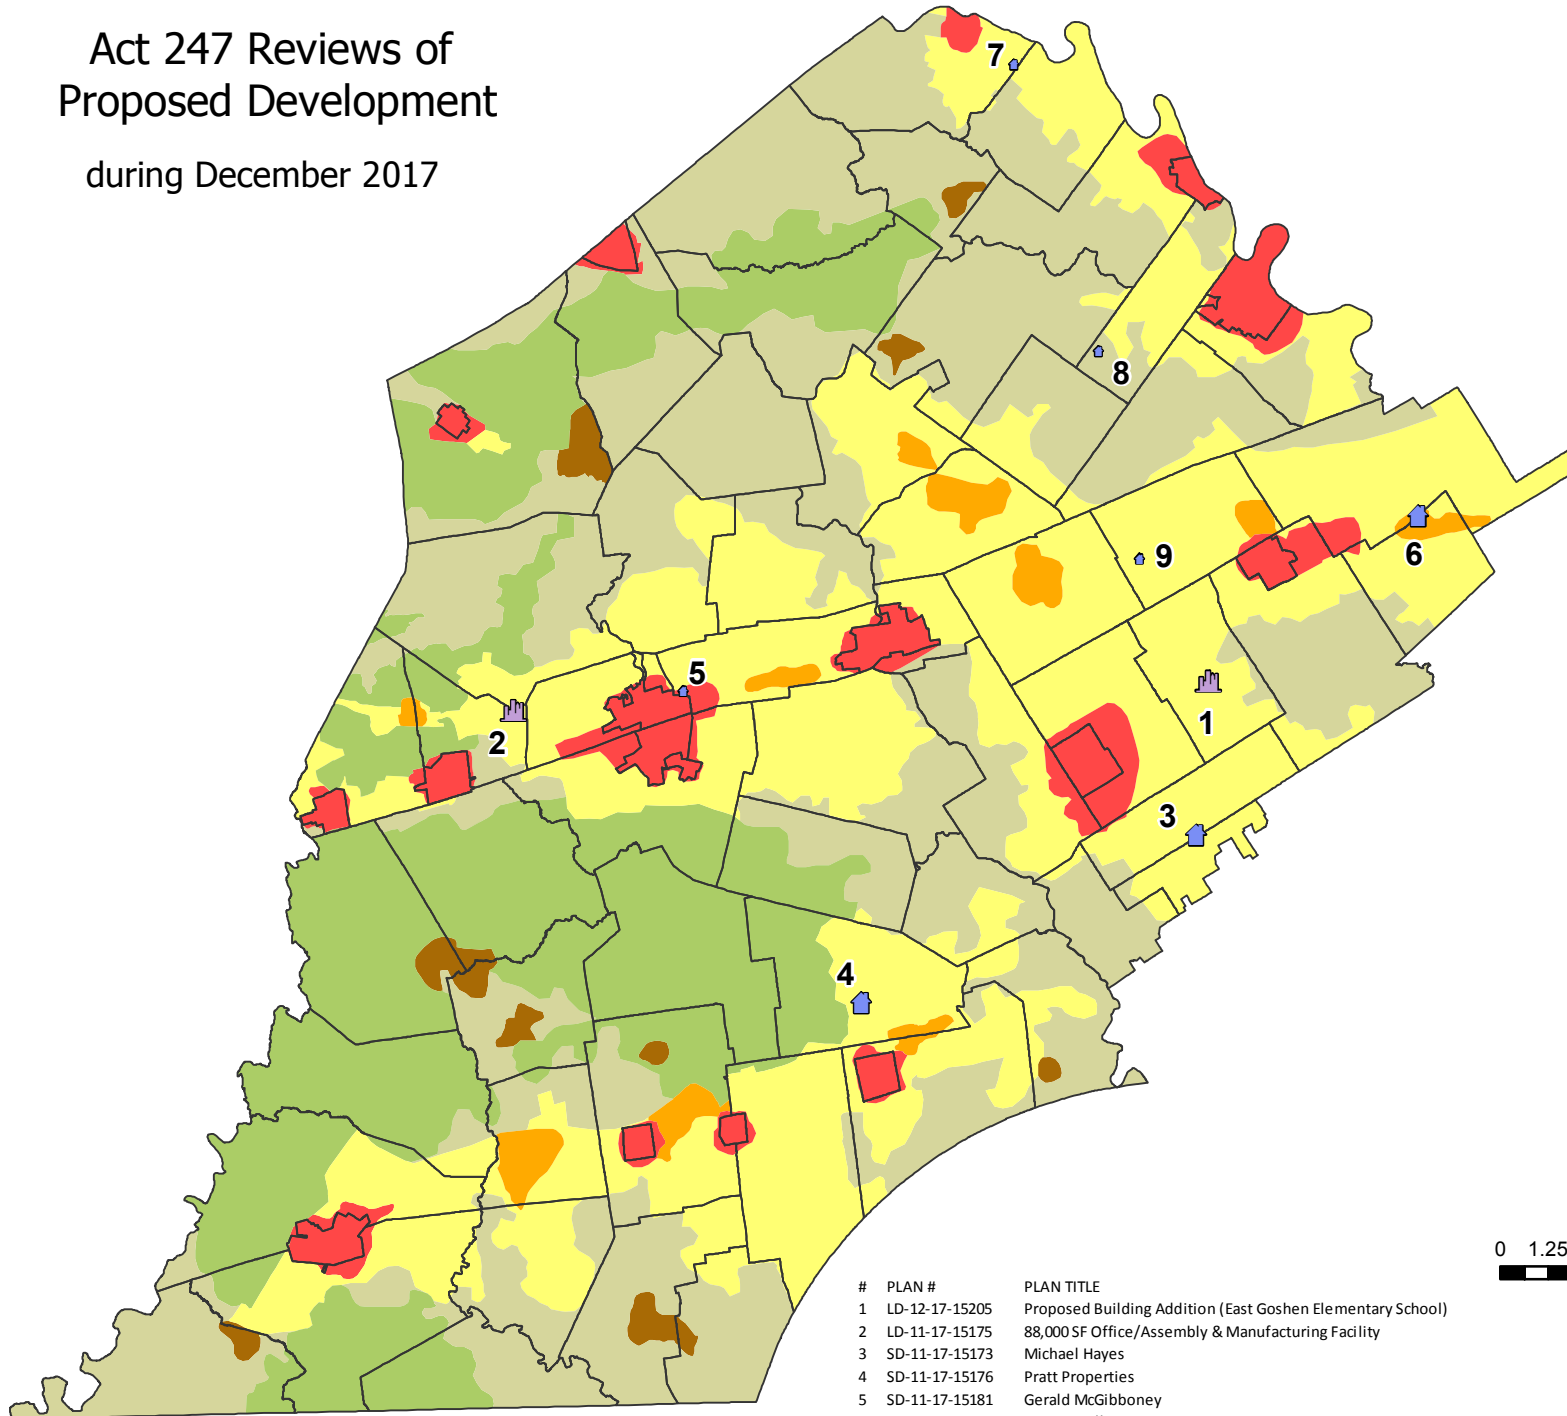 Act 247 Reviews of
Proposed Development
during December 2017
7
8
9
6
5
1
2
3
4
0 1.25
# PLAN # PLAN TITLE
1 LD-12-17-15205 Proposed Building Addition (East Goshen Elementary School)
2 LD-11-17-15175 88,000 SF Office/Assembly & Manufacturing Facility
3 SD-11-17-15173 Michael Hayes
4 SD-11-17-15176 Pratt Properties
5 SD-11-17-15181 Gerald McGibboney